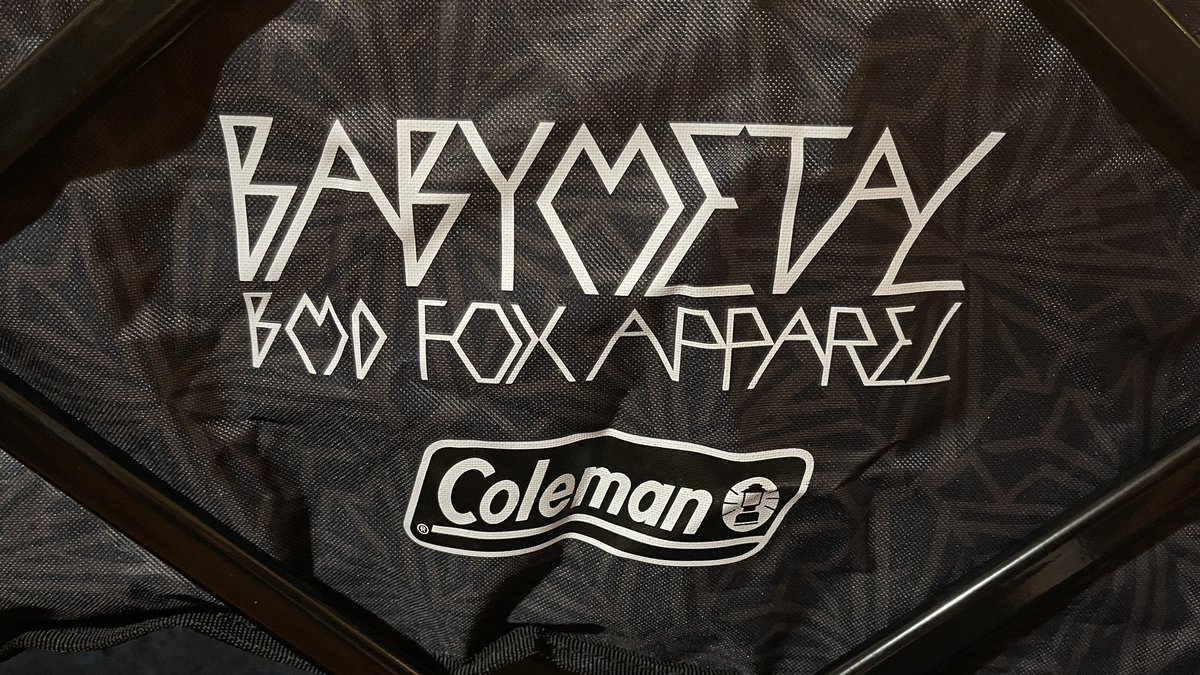 BABYMETAL
BMD FOX APPAREL
Coleman
®